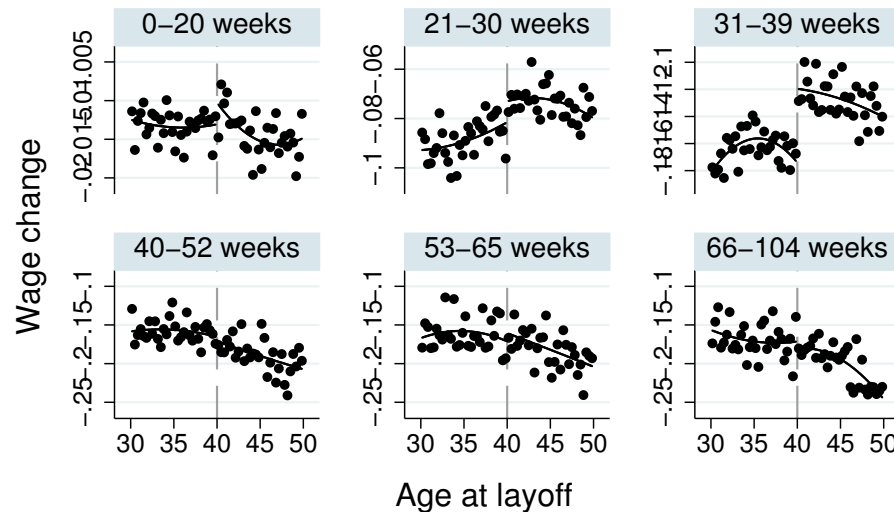 0−20 weeks
21−30 weeks
31−39 weeks
−.1 −.08 −.06
Wage change
40−52 weeks
53−65 weeks
66−104 weeks
−.25 −.2 −.15 −.1
−.25 −.2 −.15 −.1
−.25 −.2 −.15 −.1
30 35 40 45 50
30 35 40 45 50
30 35 40 45 50
Age at layoff